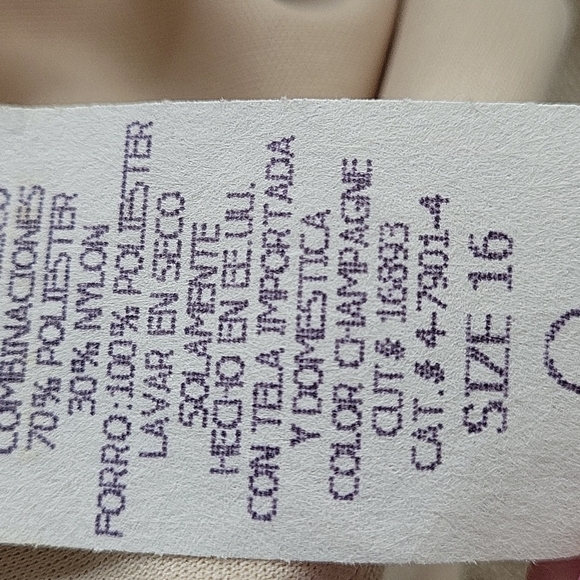 COMBINACIONES
70% POLIESTER
30% NYLON
FORRO:100% POLIESTER
LAVAR EN SECO
SOLAMENTE
HECHO EN EE.UU.
CON TELA IMPORTADA
Y DOMESTICA
COLOR CHAMPAGNE
CUT# 16893
CAT.# 4-7901-4
SIZE 16